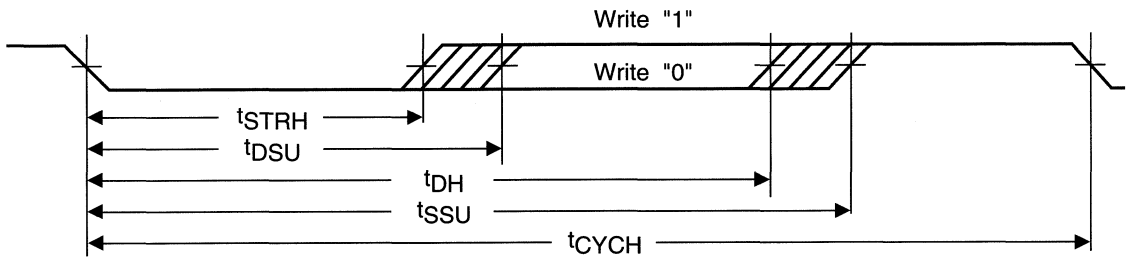 Write "1"
Write "0"
tSTRH
tDSU
tDH
tSSU
tCYCH